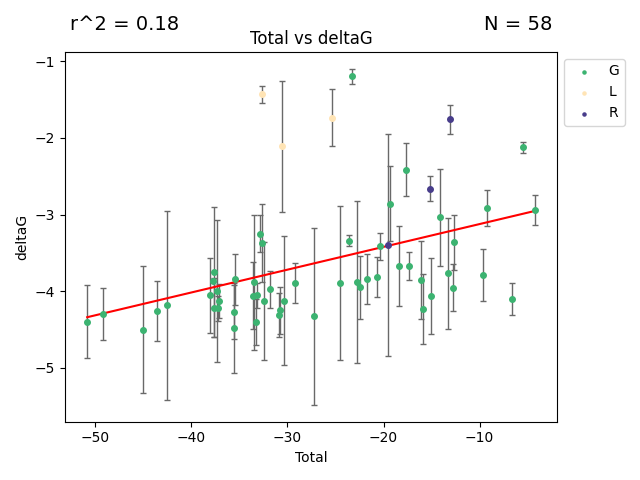 r^2 = 0.18
N = 58
Total vs deltaG
G
L
R
deltaG
−1
−2
−3
−4
−5
−50
−40
−30
−20
−10
Total